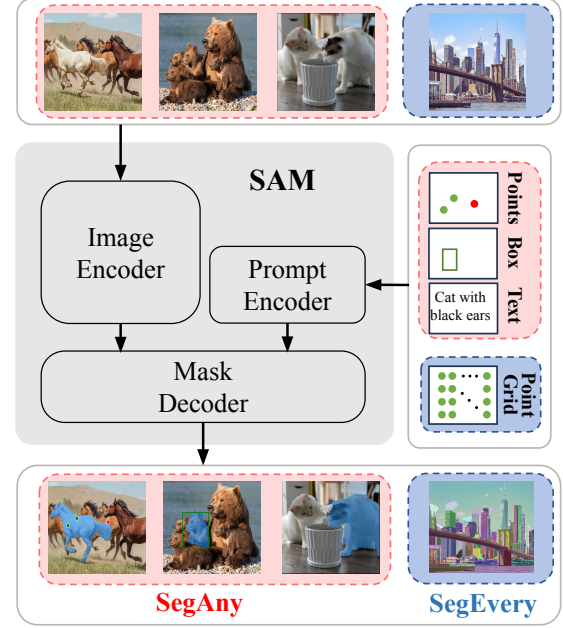 SAM
Image
Encoder
Prompt
Encoder
Mask
Decoder
Points
Box
Text
Cat with
black ears
Point
Grid
SegAny
SegEvery